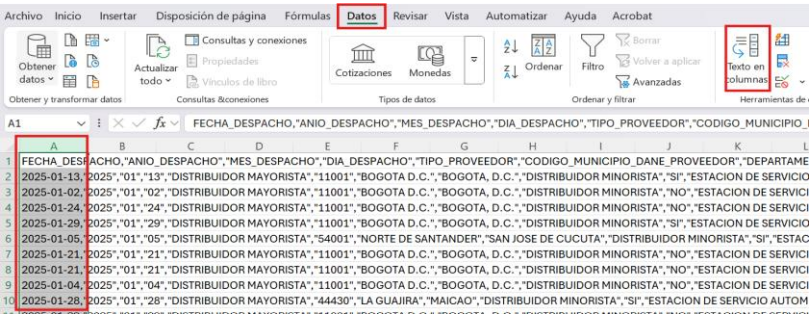 Archivo Inicio Insertar Disposición de página Fórmulas Datos Revisar Vista Automatizar Ayuda Acrobat
Obtener datos
Actualizar todo
Consultas y conexiones
Propiedades
Vínculos de libro
Cotizaciones Monedas
Ordenar
Filtro
Borrar
Volver a aplicar
Avanzadas
Texto en columnas
Obtener y transformar datos Consultas &conexiones Tipos de datos Ordenar y filtrar Herramientas de
A1 fx FECHA_DESPACHO,"ANIO_DESPACHO","MES_DESPACHO","DIA_DESPACHO","TIPO_PROVEEDOR","CODIGO_MUNICIPIO_
A B C D E F G H I J K L
1 FECHA_DESPACHO,"ANIO_DESPACHO","MES_DESPACHO","DIA_DESPACHO","TIPO_PROVEEDOR","CODIGO_MUNICIPIO_DANE_PROVEEDOR","DEPARTAME
2 2025-01-13,"2025","01","13","DISTRIBUIDOR MAYORISTA","11001","BOGOTA D.C.","BOGOTA, D.C.","DISTRIBUIDOR MINORISTA","SI","ESTACION DE SERVICIO
3 2025-01-02,"2025","01","02","DISTRIBUIDOR MAYORISTA","11001","BOGOTA D.C.","BOGOTA, D.C.","DISTRIBUIDOR MINORISTA","NO","ESTACION DE SERVICI
4 2025-01-24,"2025","01","24","DISTRIBUIDOR MAYORISTA","11001","BOGOTA D.C.","BOGOTA, D.C.","DISTRIBUIDOR MINORISTA","NO","ESTACION DE SERVICI
5 2025-01-29,"2025","01","29","DISTRIBUIDOR MAYORISTA","11001","BOGOTA D.C.","BOGOTA, D.C.","DISTRIBUIDOR MINORISTA","SI","ESTACION DE SERVICIO
6 2025-01-05,"2025","01","05","DISTRIBUIDOR MAYORISTA","54001","NORTE DE SANTANDER","SAN JOSE DE CUCUTA","DISTRIBUIDOR MINORISTA","SI","ESTAC
7 2025-01-21,"2025","01","21","DISTRIBUIDOR MAYORISTA","11001","BOGOTA D.C.","BOGOTA, D.C.","DISTRIBUIDOR MINORISTA","NO","ESTACION DE SERVICI
8 2025-01-21,"2025","01","21","DISTRIBUIDOR MAYORISTA","11001","BOGOTA D.C.","BOGOTA, D.C.","DISTRIBUIDOR MINORISTA","NO","ESTACION DE SERVICI
9 2025-01-04,"2025","01","04","DISTRIBUIDOR MAYORISTA","11001","BOGOTA D.C.","BOGOTA, D.C.","DISTRIBUIDOR MINORISTA","NO","ESTACION DE SERVICI
10 2025-01-28,"2025","01","28","DISTRIBUIDOR MAYORISTA","44430","LA GUAJIRA","MAICAO","DISTRIBUIDOR MINORISTA","SI","ESTACION DE SERVICIO AUTOM